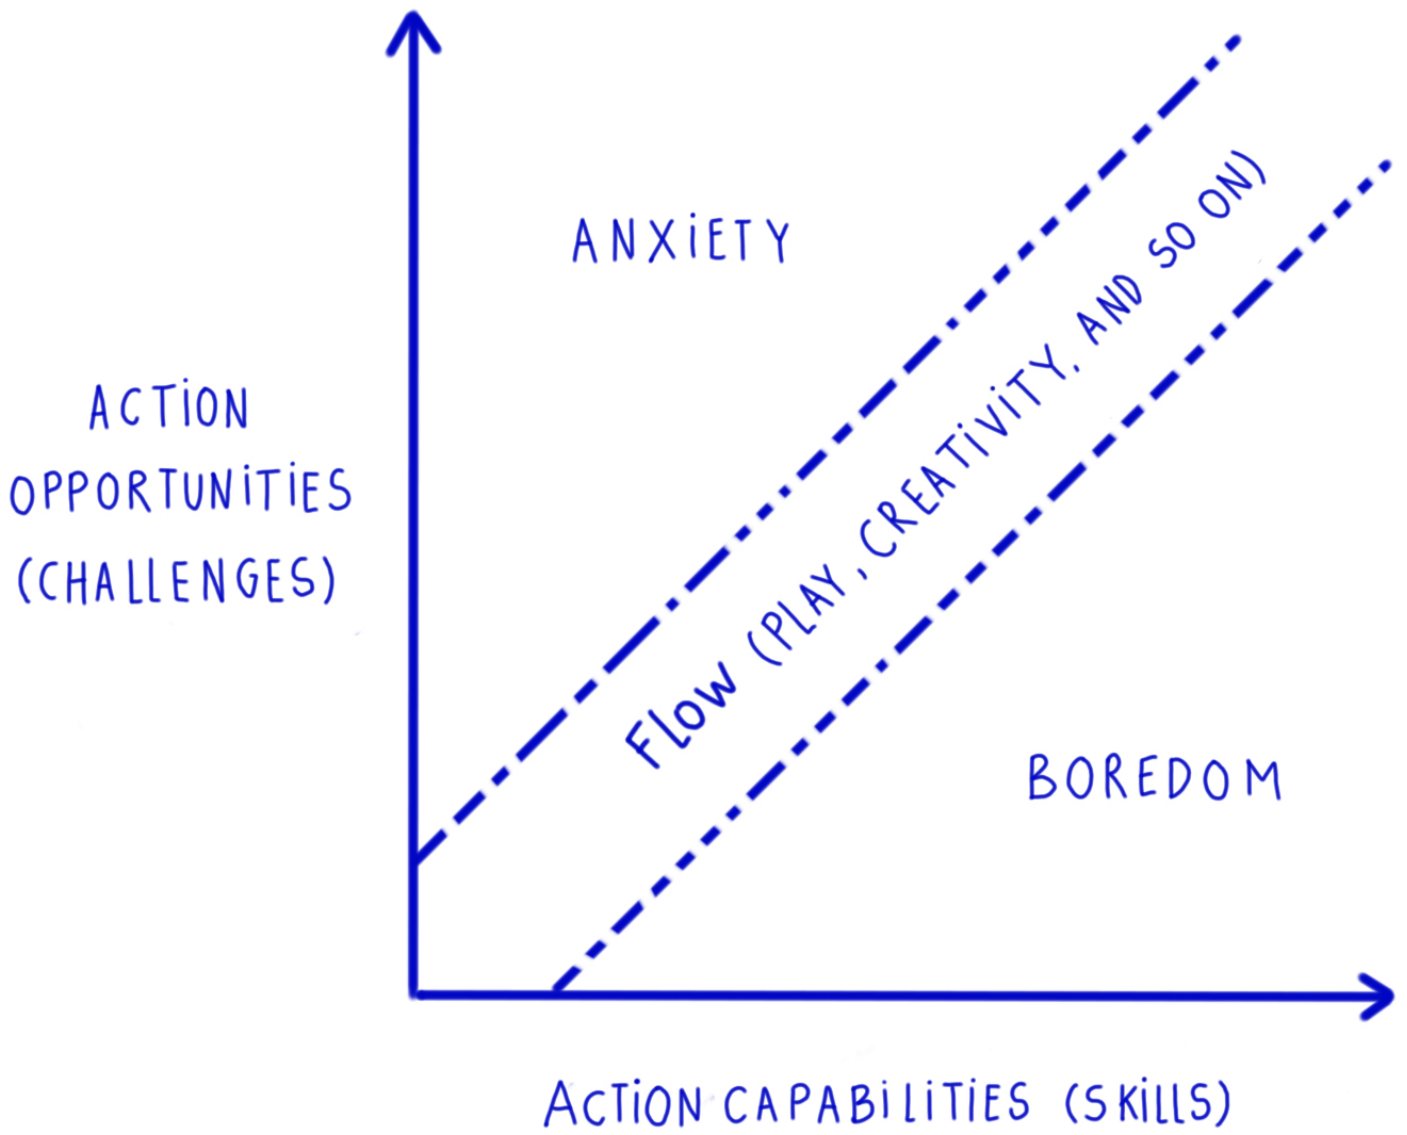 ANXIETY
ACTION
OPPORTUNITIES
(CHALLENGES)
FLOW (PLAY, CREATIVITY, AND SO ON)
BOREDOM
ACTION CAPABILITIES (SKILLS)